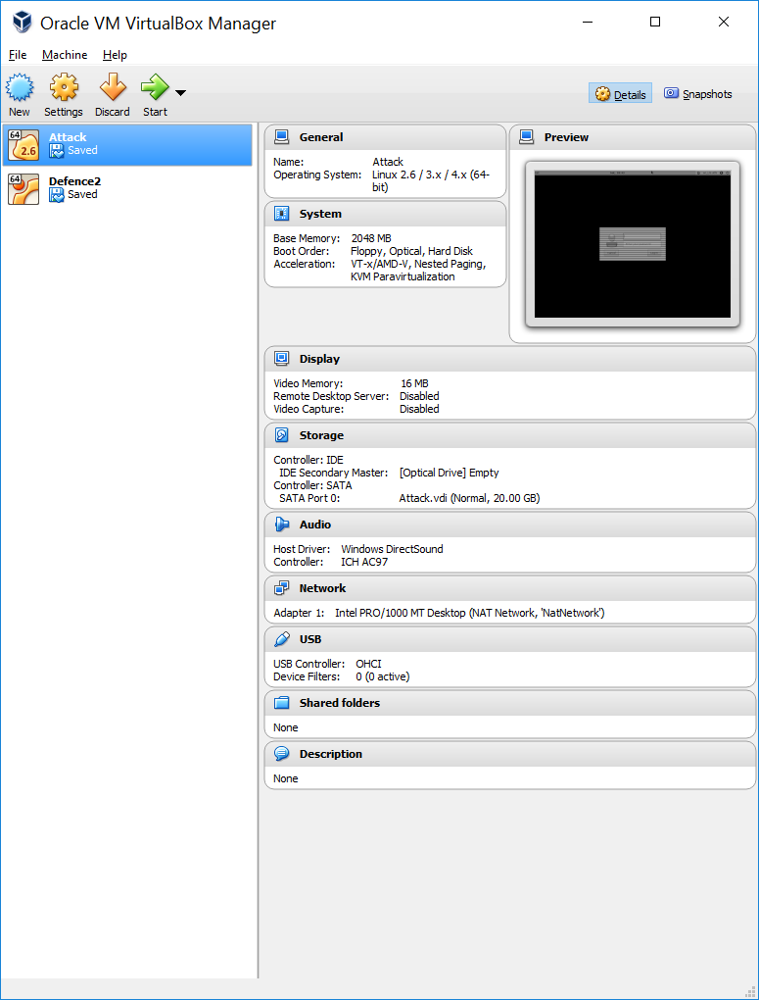 Oracle VM VirtualBox Manager
File Machine Help
New Settings Discard Start
Details Snapshots
64
2.6
Attack
Saved
64
Defence2
Saved
General
Name: Attack
Operating System: Linux 2.6 / 3.x / 4.x (64-
bit)
System
Base Memory: 2048 MB
Boot Order: Floppy, Optical, Hard Disk
Acceleration: VT-x/AMD-V, Nested Paging,
KVM Paravirtualization
Preview
Display
Video Memory: 16 MB
Remote Desktop Server: Disabled
Video Capture: Disabled
Storage
Controller: IDE
IDE Secondary Master: [Optical Drive] Empty
Controller: SATA
SATA Port 0: Attack.vdi (Normal, 20.00 GB)
Audio
Host Driver: Windows DirectSound
Controller: ICH AC97
Network
Adapter 1: Intel PRO/1000 MT Desktop (NAT Network, 'NatNetwork')
USB
USB Controller: OHCI
Device Filters: 0 (0 active)
Shared folders
None
Description
None